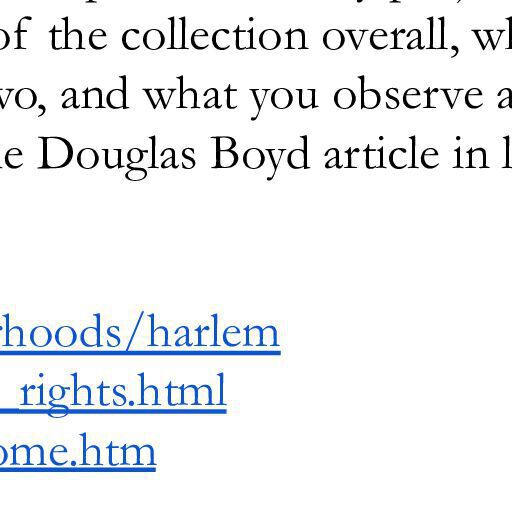 of the collection overall, wh
wo, and what you observe a
e Douglas Boyd article in l
rhoods/harlem
_rights.html
ome.htm